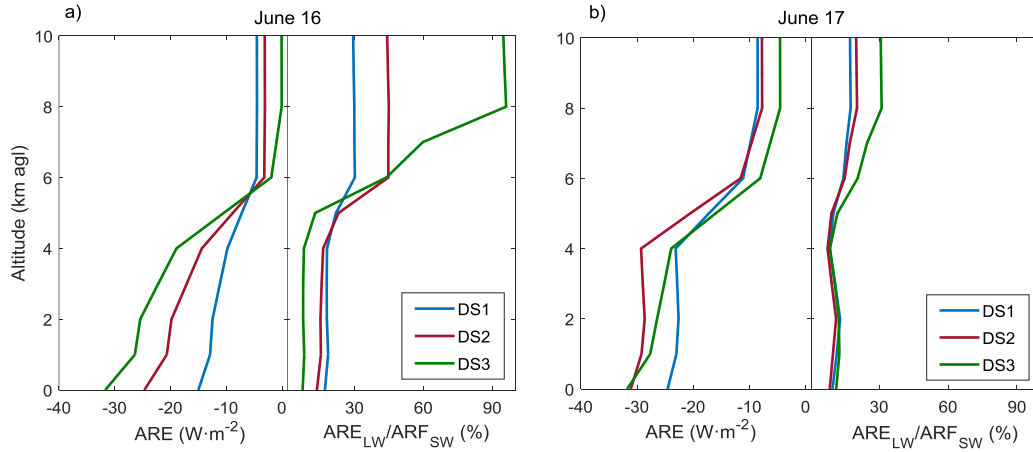 a)
June 16
10
8
6
4
2
0
Altitude (km agl)
-40
-30
-20
-10
0
30
60
90
ARE (W·m-2)
ARE_LW/ARF_SW (%)
DS1
DS2
DS3
b)
June 17
10
8
6
4
2
0
-40
-30
-20
-10
0
30
60
90
ARE (W·m-2)
ARE_LW/ARF_SW (%)
DS1
DS2
DS3